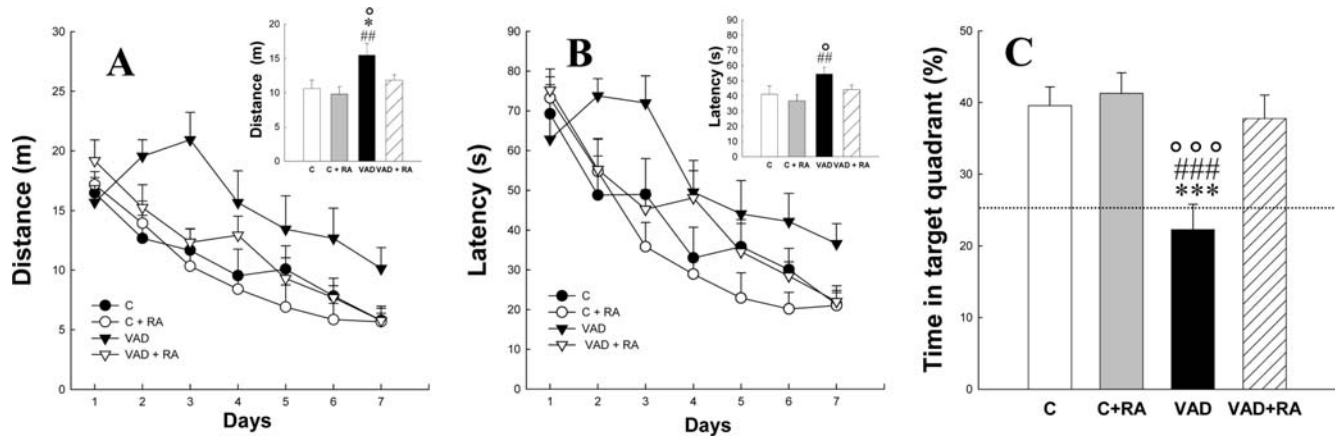 A
Distance (m)
30
25
20
15
10
5
0
1 2 3 4 5 6 7
Days
C
C + RA
VAD
VAD + RA
Distance (m)
20
15
10
5
0
°
*
##
C C + RA VAD VAD + RA
B
Latency (s)
90
80
70
60
50
40
30
20
10
0
1 2 3 4 5 6 7
Days
C
C + RA
VAD
VAD + RA
Latency (s)
90
80
70
60
50
40
30
20
10
0
°
##
C C + RA VAD VAD + RA
C
Time in target quadrant (%)
50
40
30
20
10
0
° ° °
###
***
C C+RA VAD VAD+RA